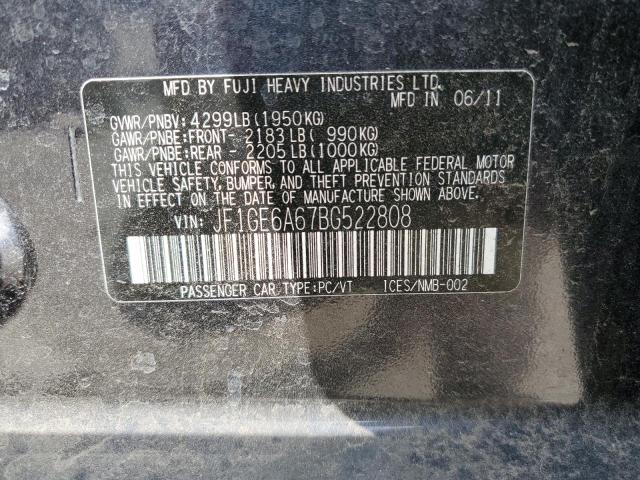 MFD BY FUJI HEAVY INDUSTRIES LTD.
MFD IN 06/11
GVWR/PNBV: 4299LB(1950KG)
GAWR/PNBE:FRONT- 2183LB( 990KG)
GAWR/PNBE:REAR - 2205LB(1000KG)
THIS VEHICLE CONFORMS TO ALL APPLICABLE FEDERAL MOTOR
VEHICLE SAFETY, BUMPER, AND THEFT PREVENTION STANDARDS
IN EFFECT ON THE DATE OF MANUFACTURE SHOWN ABOVE.
VIN: JF1GE6A67BG522808
PASSENGER CAR/TYPE:PC/VT ICES/NMB-002